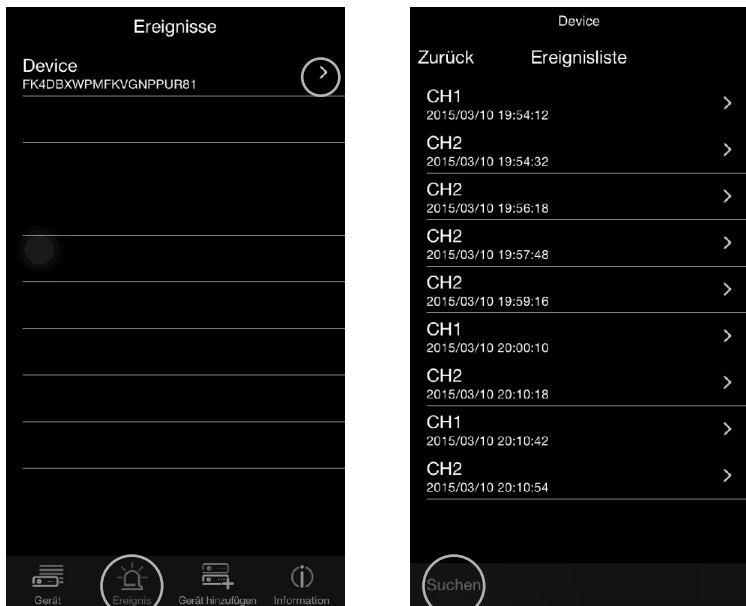 Ereignisse
Device
FK4DBXWPMFKVGNPPUR81
Gerät
Ereignis
Gerät hinzufügen
Information
Device
Zurück
Ereignisliste
CH1
2015/03/10 19:54:12
CH2
2015/03/10 19:54:32
CH2
2015/03/10 19:56:18
CH2
2015/03/10 19:57:48
CH2
2015/03/10 19:59:16
CH1
2015/03/10 20:00:10
CH2
2015/03/10 20:10:18
CH1
2015/03/10 20:10:42
CH2
2015/03/10 20:10:54
Suchen